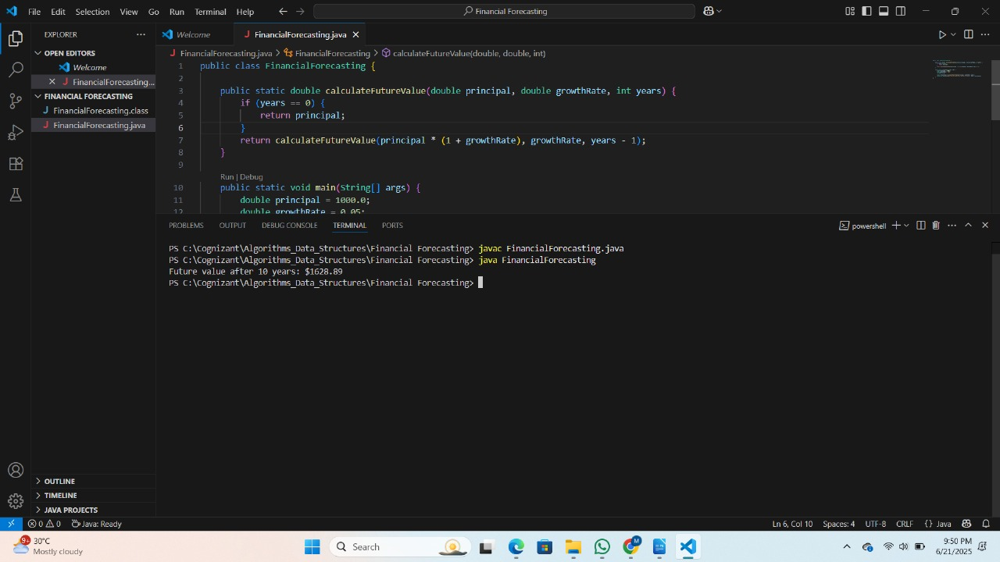 File Edit Selection View Go Run Terminal Help
Financial Forecasting
EXPLORER
Welcome
FinancialForecasting.java
OPEN EDITORS
Welcome
FinancialForecasting...
FINANCIAL FORECASTING
FinancialForecasting.class
FinancialForecasting.java
FinancialForecasting.java > FinancialForecasting > calculateFutureValue(double, double, int)
1 public class FinancialForecasting {
2
3 public static double calculateFutureValue(double principal, double growthRate, int years) {
4 if (years == 0) {
5 return principal;
6 }
7 return calculateFutureValue(principal * (1 + growthRate), growthRate, years - 1);
8 }
9
Run | Debug
10 public static void main(String[] args) {
11 double principal = 1000.0;
12 double growthRate = 0.05;
PROBLEMS OUTPUT DEBUG CONSOLE TERMINAL PORTS
powershell
PS C:\Cognizant\Algorithms_Data_Structures\Financial Forecasting> javac FinancialForecasting.java
PS C:\Cognizant\Algorithms_Data_Structures\Financial Forecasting> java FinancialForecasting
Future value after 10 years: $1628.89
PS C:\Cognizant\Algorithms_Data_Structures\Financial Forecasting>
OUTLINE
TIMELINE
JAVA PROJECTS
0 0 Java: Ready
Ln 6, Col 10 Spaces: 4 UTF-8 CRLF {} Java
9+
30°C
Mostly cloudy
Search
M
9:50 PM
6/21/2025